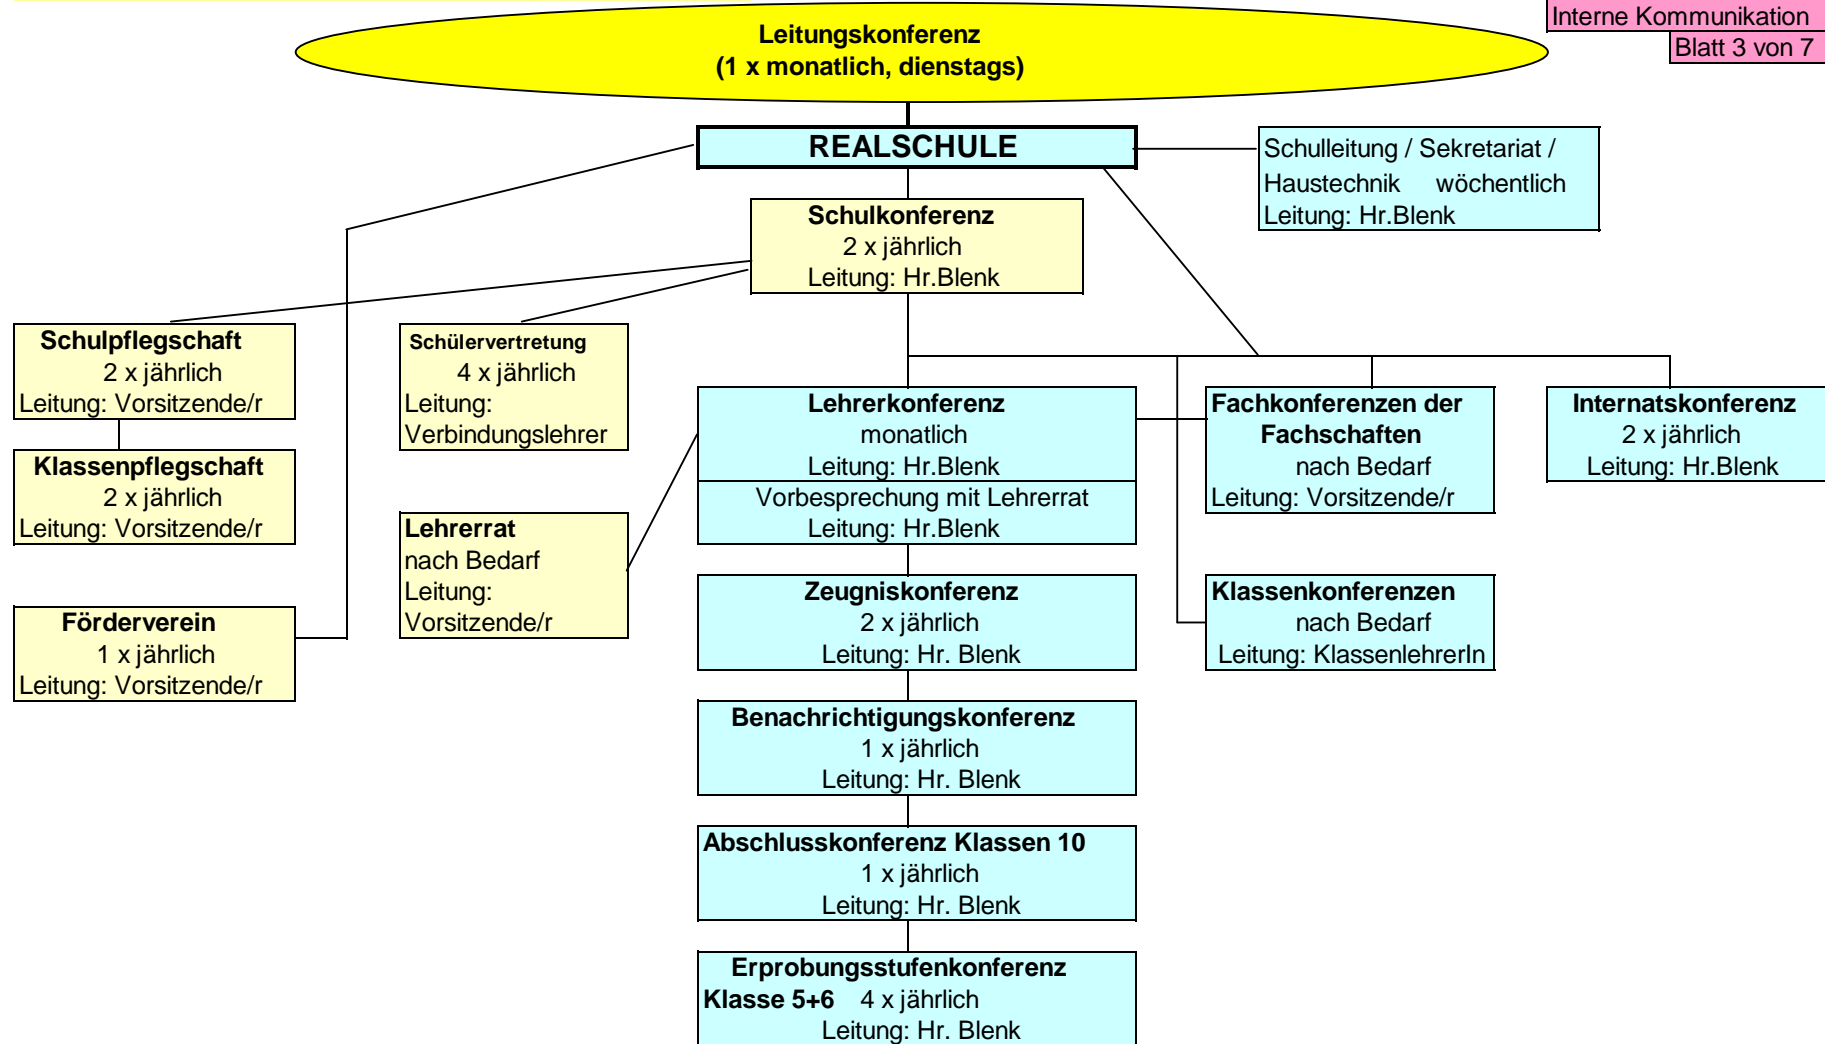 Interne Kommunikation
Blatt 3 von 7
Leitungskonferenz
(1 x monatlich, dienstags)
REALSCHULE
Schulleitung / Sekretariat /
Haustechnik wöchentlich
Leitung: Hr.Blenk
Schulkonferenz
2 x jährlich
Leitung: Hr.Blenk
Schulpflegschaft
2 x jährlich
Leitung: Vorsitzende/r
Schülervertretung
4 x jährlich
Leitung:
Verbindungslehrer
Klassenpflegschaft
2 x jährlich
Leitung: Vorsitzende/r
Lehrerkonferenz
monatlich
Leitung: Hr.Blenk
Vorbesprechung mit Lehrerrat
Leitung: Hr.Blenk
Fachkonferenzen der
Fachschaften
nach Bedarf
Leitung: Vorsitzende/r
Internatskonferenz
2 x jährlich
Leitung: Hr.Blenk
Lehrerrat
nach Bedarf
Leitung:
Vorsitzende/r
Förderverein
1 x jährlich
Leitung: Vorsitzende/r
Zeugniskonferenz
2 x jährlich
Leitung: Hr. Blenk
Klassenkonferenzen
nach Bedarf
Leitung: KlassenlehrerIn
Benachrichtigungskonferenz
1 x jährlich
Leitung: Hr. Blenk
Abschlusskonferenz Klassen 10
1 x jährlich
Leitung: Hr. Blenk
Erprobungsstufenkonferenz
Klasse 5+6 4 x jährlich
Leitung: Hr. Blenk